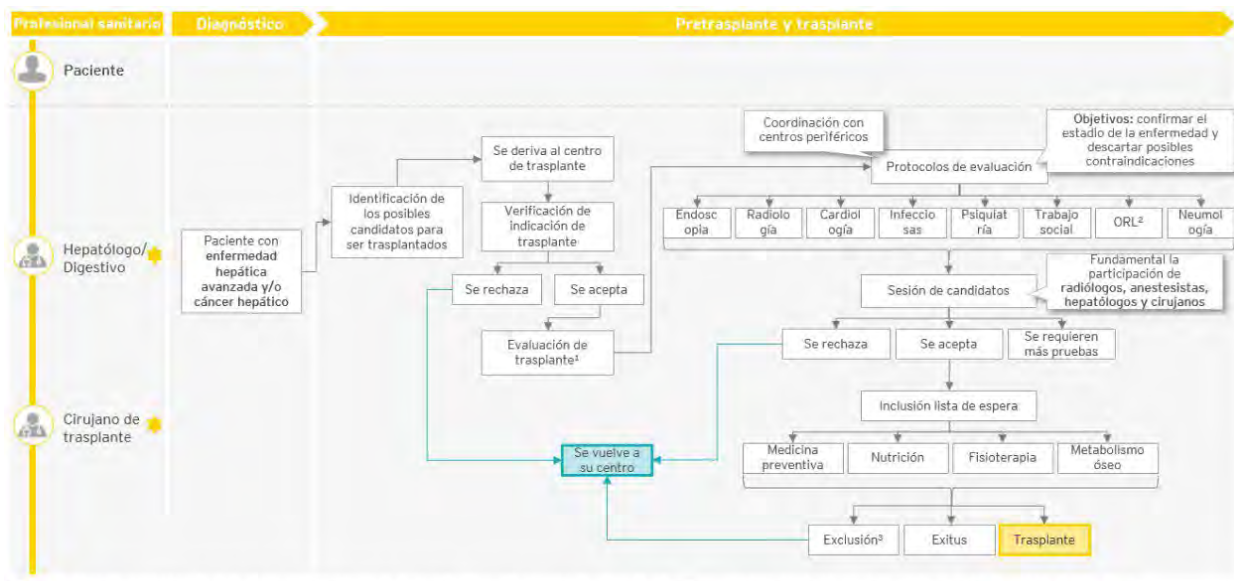 Profesional sanitario
Diagnóstico
Pretrasplante y trasplante
Paciente
Hepatólogo/
Digestivo
Cirujano de
trasplante
Paciente con
enfermedad
hepática
avanzada y/o
cáncer hepático
Identificación de
los posibles
candidatos para
ser trasplantados
Se deriva al centro
de trasplante
Verificación de
indicación de
trasplante
Se rechaza
Se acepta
Evaluación de
trasplante¹
Coordinación con
centros periféricos
Objetivos: confirmar el
estadio de la enfermedad y
descartar posibles
contraindicaciones
Protocolos de evaluación
Endosc
opia
Radiolo
gía
Cardiol
ogía
Infeccio
sas
Psiquiat
ría
Trabajo
social
ORL²
Neumol
ogía
Fundamental la
participación de
radiólogos, anestesistas,
hepatólogos y cirujanos
Sesión de candidatos
Se rechaza
Se acepta
Se requieren
más pruebas
Inclusión lista de espera
Medicina
preventiva
Nutrición
Fisioterapia
Metabolismo
óseo
Se vuelve a
su centro
Exclusión³
Exitus
Trasplante